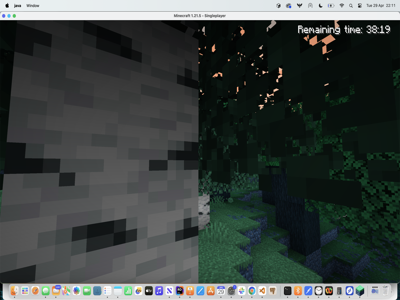 java Window
Tue 29 Apr 22:11
Minecraft 1.21.5 - Singleplayer
Remaining time: 38:19